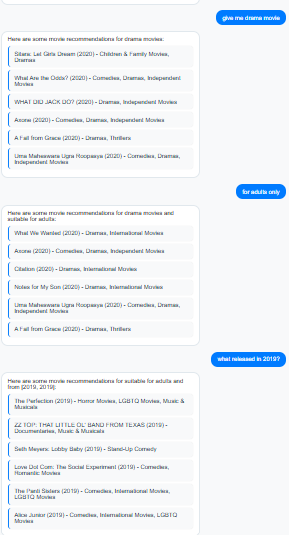 give me drama movie
Here are some movie recommendations for drama movies:
Sitara: Let Girls Dream (2020) - Children & Family Movies,
Dramas
What Are the Odds? (2020) - Comedies, Dramas, Independent
Movies
WHAT DID JACK DO? (2020) - Dramas, Independent Movies
Axone (2020) - Comedies, Dramas, Independent Movies
A Fall from Grace (2020) - Dramas, Thrillers
Uma Maheswara Ugra Roopasya (2020) - Comedies, Dramas,
Independent Movies
for adults only
Here are some movie recommendations for drama movies and
suitable for adults:
What We Wanted (2020) - Dramas, International Movies
Axone (2020) - Comedies, Dramas, Independent Movies
Citation (2020) - Dramas, International Movies
Notes for My Son (2020) - Dramas, International Movies
Uma Maheswara Ugra Roopasya (2020) - Comedies, Dramas,
Independent Movies
A Fall from Grace (2020) - Dramas, Thrillers
what released in 2019?
Here are some movie recommendations for suitable for adults and
from [2019, 2019]:
The Perfection (2019) - Horror Movies, LGBTQ Movies, Music &
Musicals
ZZ TOP: THAT LITTLE OL' BAND FROM TEXAS (2019) -
Documentaries, Music & Musicals
Seth Meyers: Lobby Baby (2019) - Stand-Up Comedy
Love Dot Com: The Social Experiment (2019) - Comedies,
Romantic Movies
The Panti Sisters (2019) - Comedies, International Movies,
LGBTQ Movies
Alice Júnior (2019) - Comedies, International Movies, LGBTQ
Movies